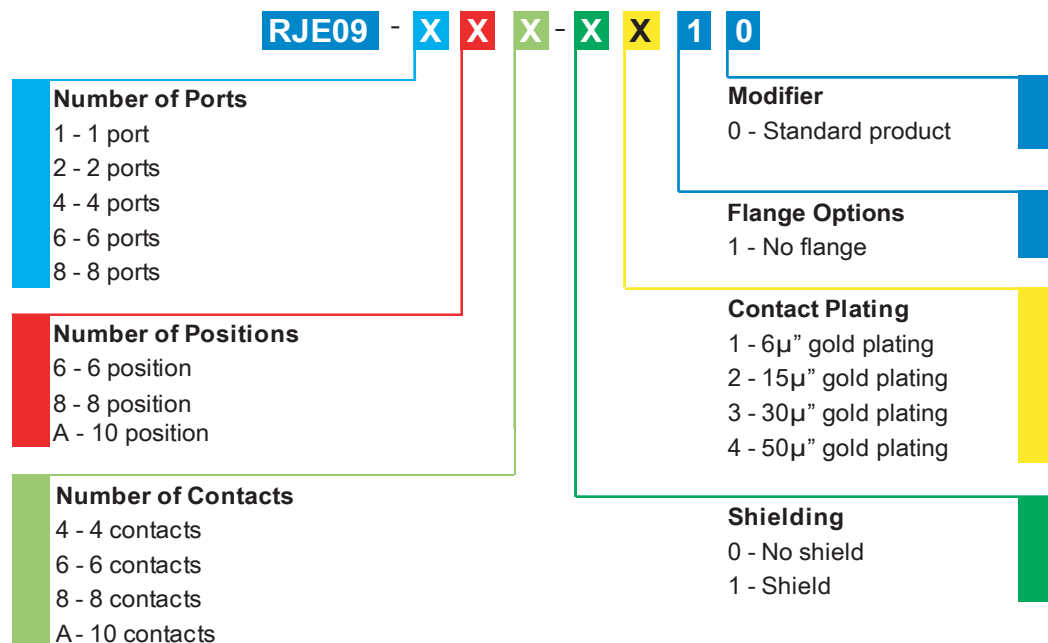 RJE09 - X X X - X X 1 0
Number of Ports
1 - 1 port
2 - 2 ports
4 - 4 ports
6 - 6 ports
8 - 8 ports
Number of Positions
6 - 6 position
8 - 8 position
A - 10 position
Number of Contacts
4 - 4 contacts
6 - 6 contacts
8 - 8 contacts
A - 10 contacts
Modifier
0 - Standard product
Flange Options
1 - No flange
Contact Plating
1 - 6µ” gold plating
2 - 15µ” gold plating
3 - 30µ” gold plating
4 - 50µ” gold plating
Shielding
0 - No shield
1 - Shield